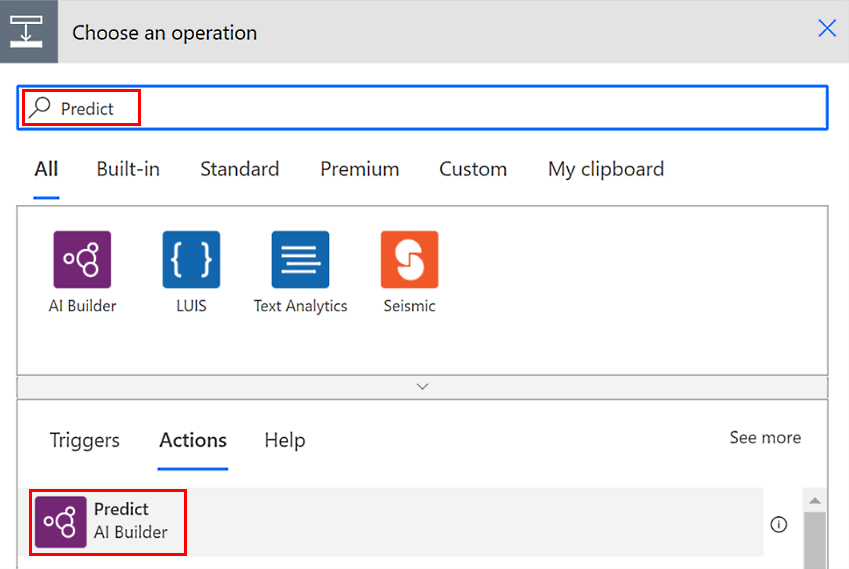 Choose an operation
Predict
All Built-in Standard Premium Custom My clipboard
AI Builder LUIS Text Analytics Seismic
Triggers Actions Help See more
Predict
AI Builder